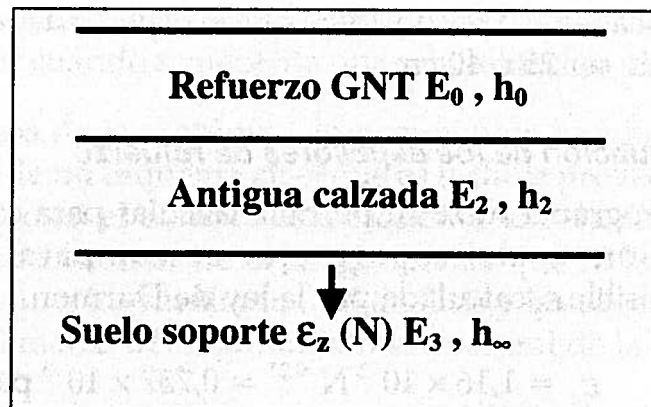 Refuerzo GNT E₀ , h₀
Antigua calzada E₂ , h₂
Suelo soporte ε_z (N) E₃ , h∞